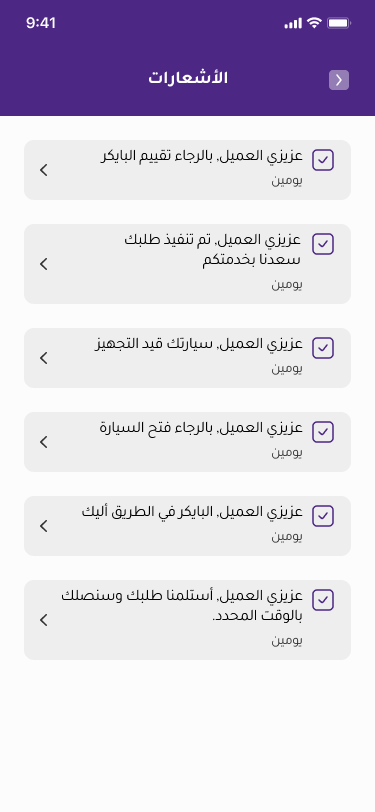 9:41
الأشعارات
عزيزي العميل, بالرجاء تقييم البايكر
يومين
عزيزي العميل, تم تنفيذ طلبك
سعدنا بخدمتكم
يومين
عزيزي العميل, سيارتك قيد التجهيز
يومين
عزيزي العميل, بالرجاء فتح السيارة
يومين
عزيزي العميل, البايكر في الطريق أليك
يومين
عزيزي العميل, أستلمنا طلبك وسنصلك
بالوقت المحدد.
يومين